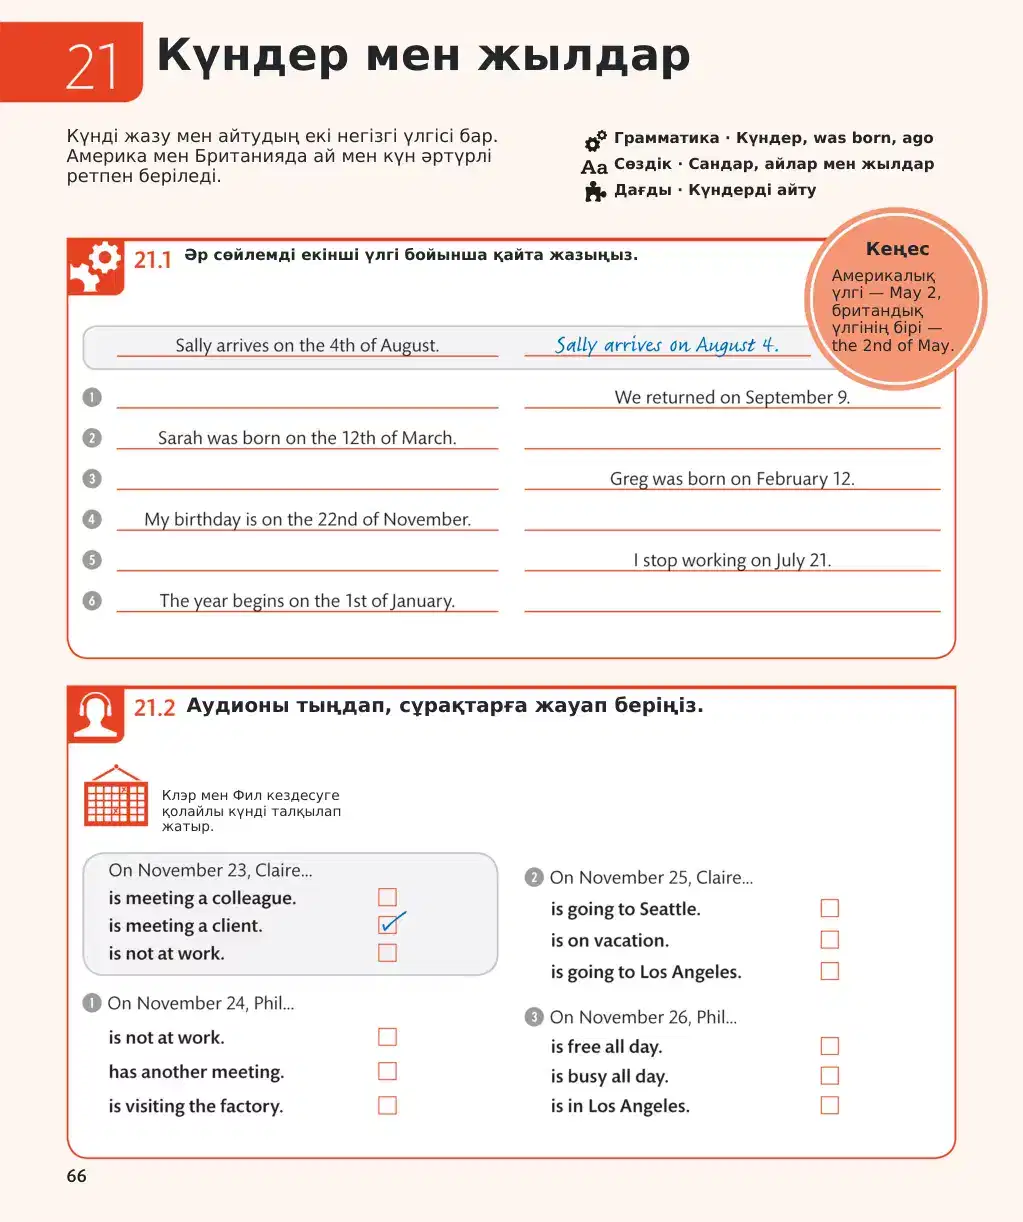 21
Күндер мен жылдар
Күнді жазу мен айтудың екі негізгі үлгісі бар.
Америка мен Британияда ай мен күн әртүрлі
ретпен беріледі.
Грамматика · Күндер, was born, ago
Aa Сөздік · Сандар, айлар мен жылдар
Дағды · Күндерді айту
Кеңес
Америкалық
үлгі — May 2,
британдық
үлгінің бірі —
the 2nd of May.
21.1 Әр сөйлемді екінші үлгі бойынша қайта жазыңыз.
Sally arrives on the 4th of August. Sally arrives on August 4.
1 We returned on September 9.
2 Sarah was born on the 12th of March.
3 Greg was born on February 12.
4 My birthday is on the 22nd of November.
5 I stop working on July 21.
6 The year begins on the 1st of January.
21.2 Аудионы тыңдап, сұрақтарға жауап беріңіз.
Клэр мен Фил кездесуге
қолайлы күнді талқылап
жатыр.
On November 23, Claire...
is meeting a colleague.
is meeting a client.
is not at work.
1 On November 24, Phil...
is not at work.
has another meeting.
is visiting the factory.
2 On November 25, Claire...
is going to Seattle.
is on vacation.
is going to Los Angeles.
3 On November 26, Phil...
is free all day.
is busy all day.
is in Los Angeles.
66